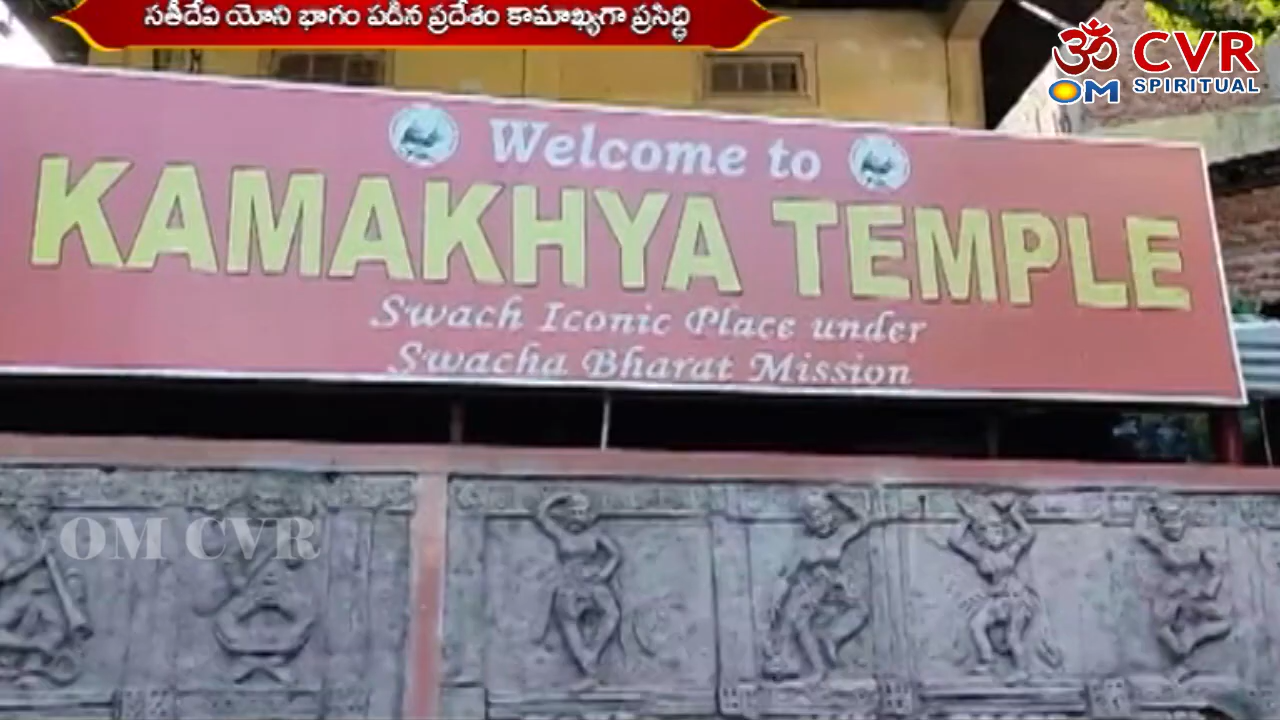 సతీదేవి యోని భాగం పడిన ప్రదేశం కామాఖ్యగా ప్రసిద్ధి
ॐ CVR
OM SPIRITUAL
Welcome to
KAMAKHYA TEMPLE
Swach Iconic Place under
Swacha Bharat Mission
OM CVR